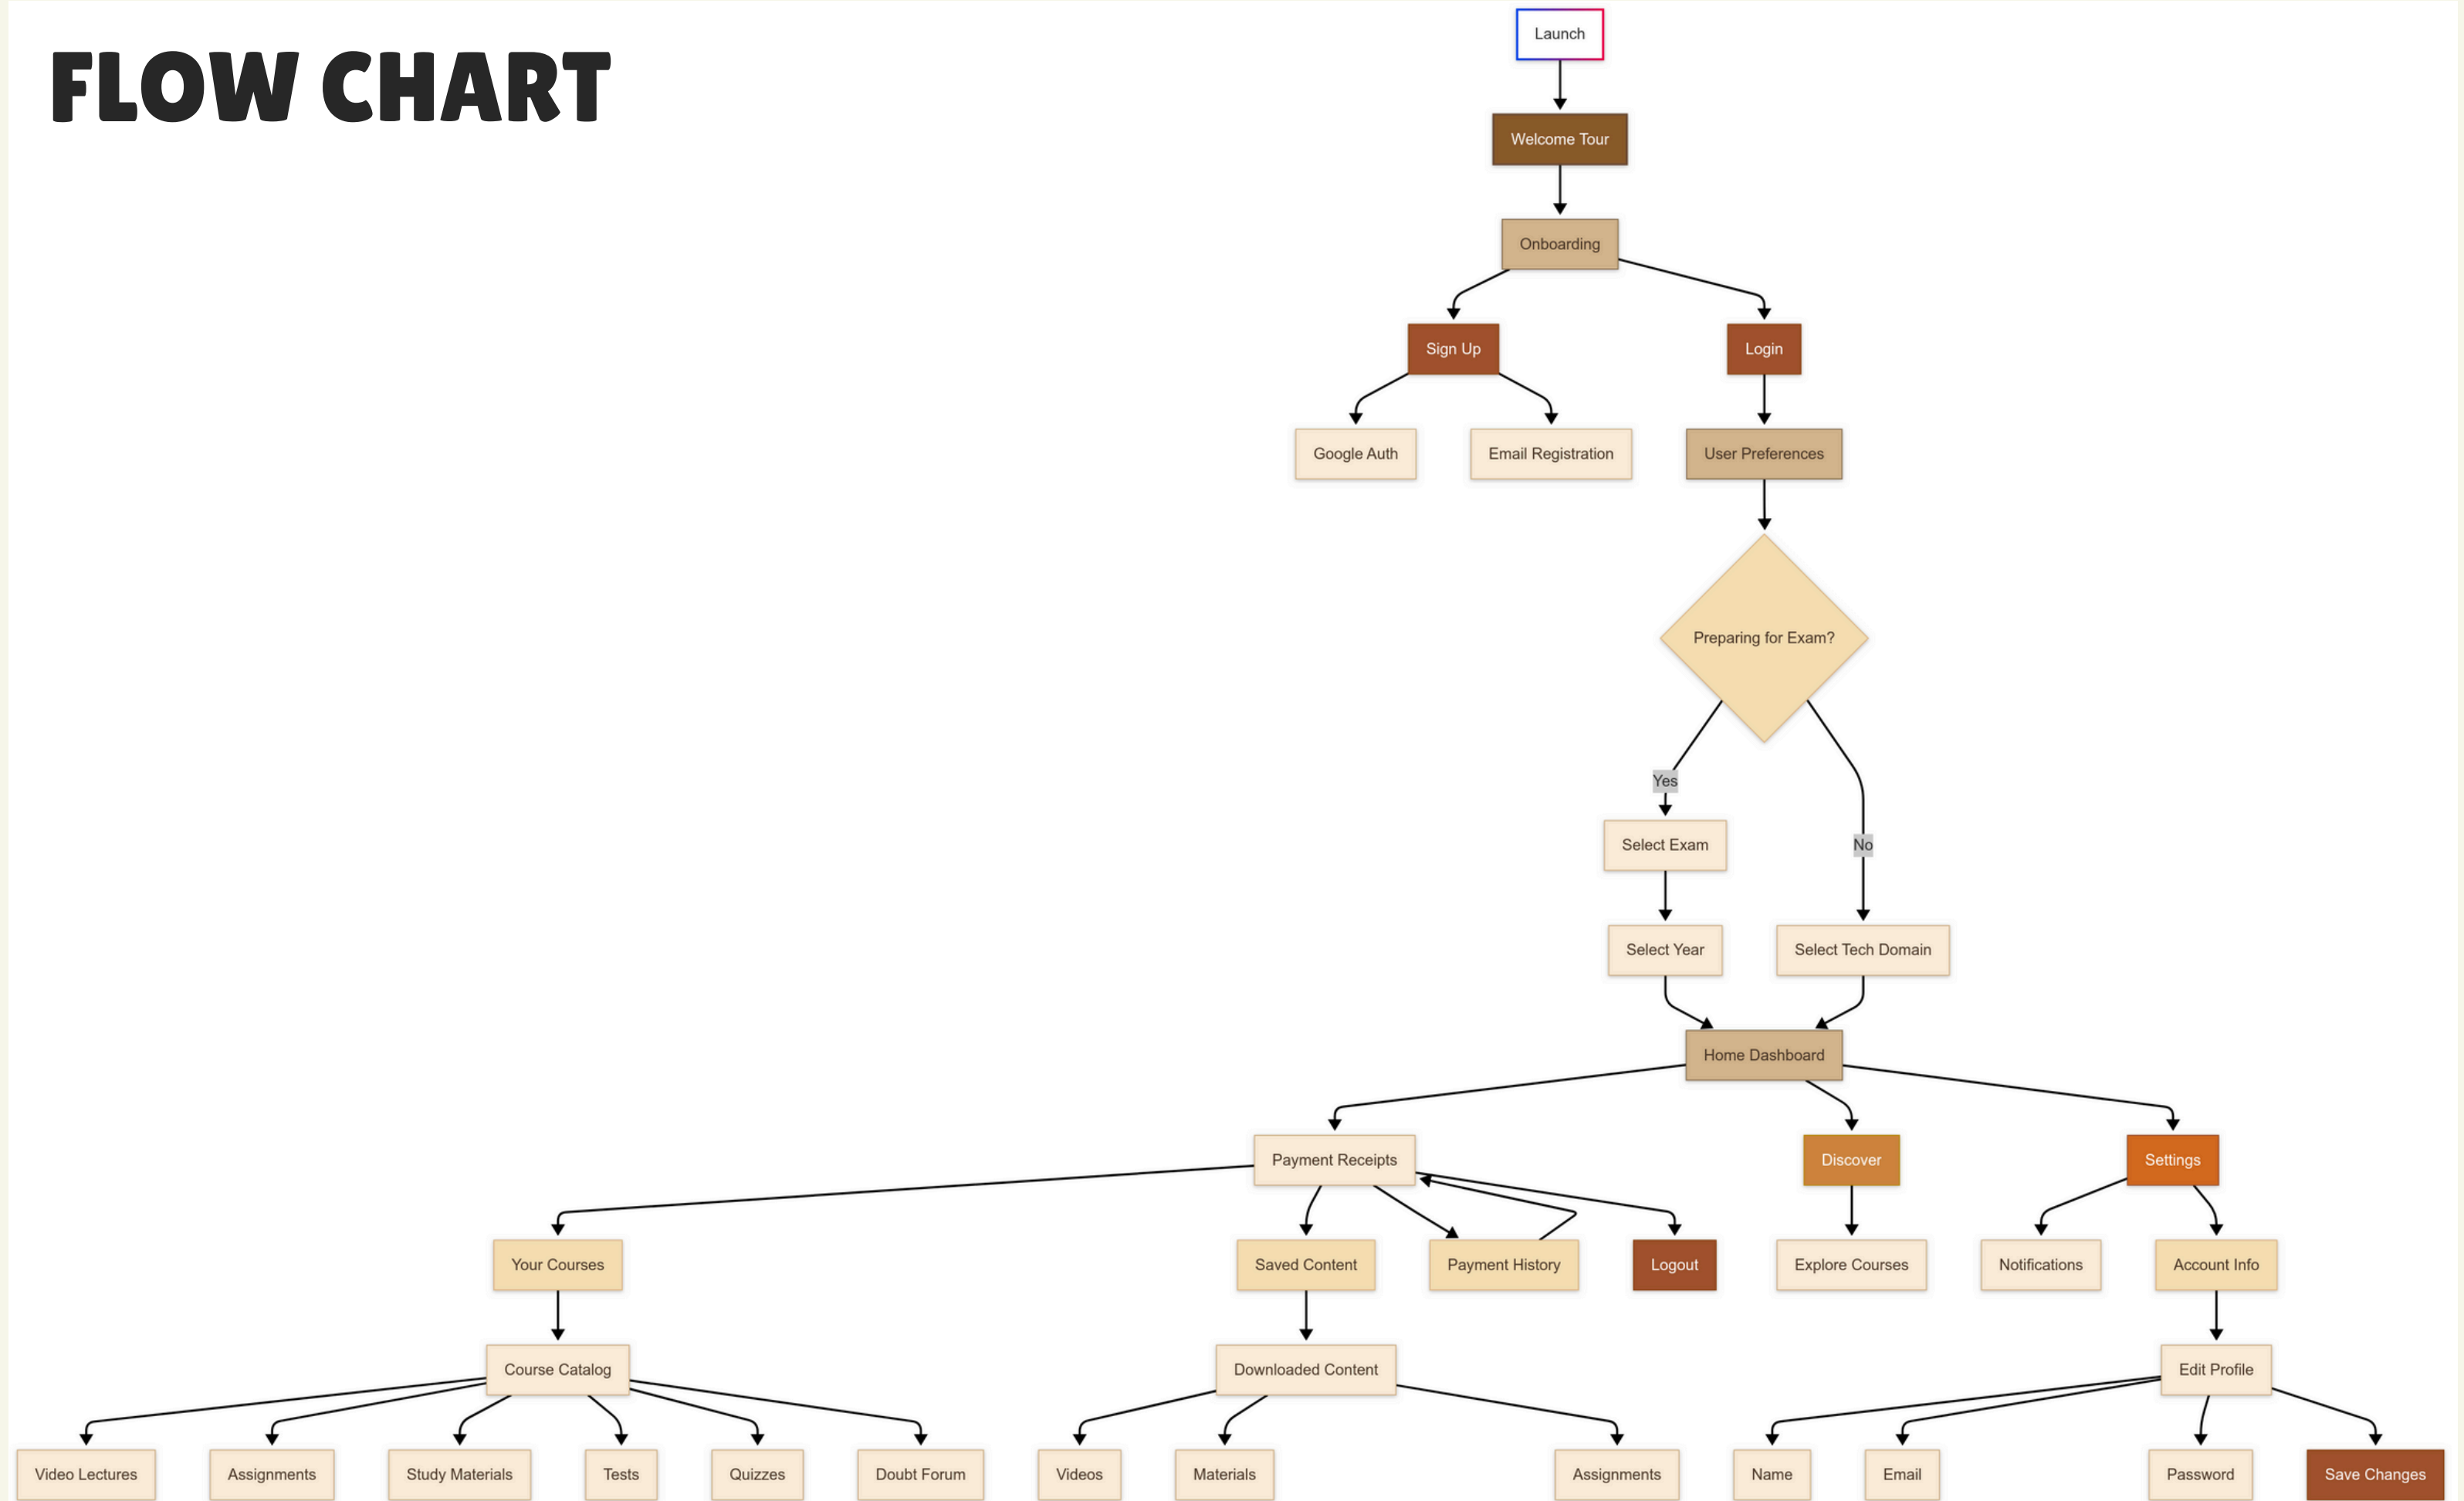 FLOW CHART
Launch
Welcome Tour
Onboarding
Sign Up
Login
Google Auth
Email Registration
User Preferences
Preparing for Exam?
Yes
Select Exam
No
Select Year
Select Tech Domain
Home Dashboard
Payment Receipts
Discover
Settings
Your Courses
Saved Content
Payment History
Logout
Explore Courses
Notifications
Account Info
Course Catalog
Downloaded Content
Edit Profile
Video Lectures
Assignments
Study Materials
Tests
Quizzes
Doubt Forum
Videos
Materials
Assignments
Name
Email
Password
Save Changes